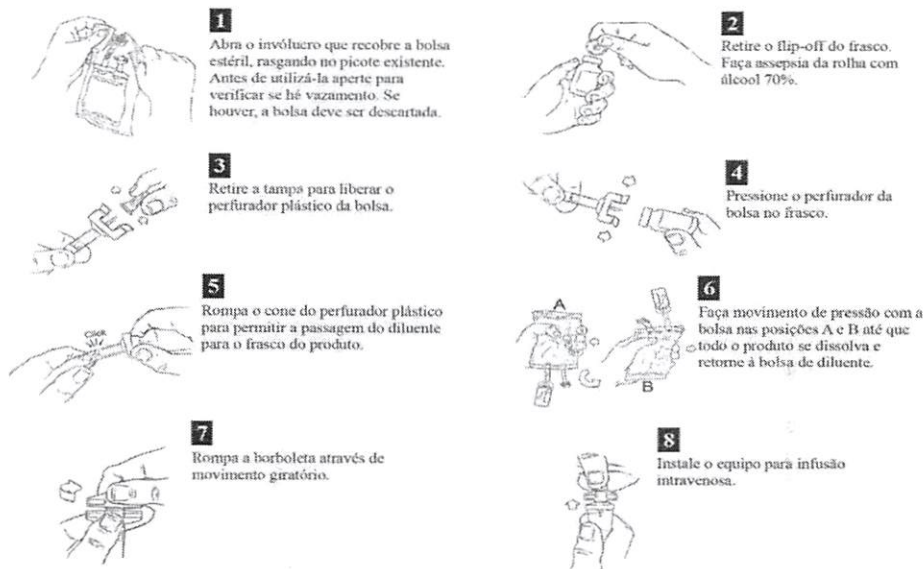 1
Abra o invólucro que recobre a bolsa
estéril, rasgando no picote existente.
Antes de utilizá-la aperte para
verificar se há vazamento. Se
houver, a bolsa deve ser descartada.
2
Retire o flip-off do frasco.
Faça assepsia da rolha com
álcool 70%.
3
Retire a tampa para liberar o
perfurador plástico da bolsa.
4
Pressione o perfurador da
bolsa no frasco.
5
Rompa o cone do perfurador plástico
para permitir a passagem do diluente
para o frasco do produto.
Click
6
Faça movimento de pressão com a
bolsa nas posições A e B até que
todo o produto se dissolva e
retorne à bolsa de diluente.
A
B
7
Rompa a borboleta através de
movimento giratório.
8
Instale o equipo para infusão
intravenosa.